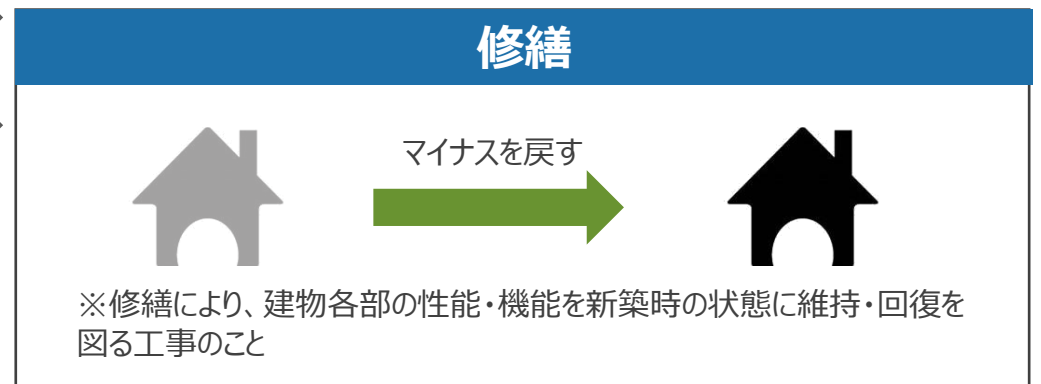 修繕
マイナスを戻す
※修繕により、建物各部の性能・機能を新築時の状態に維持・回復を
図る工事のこと